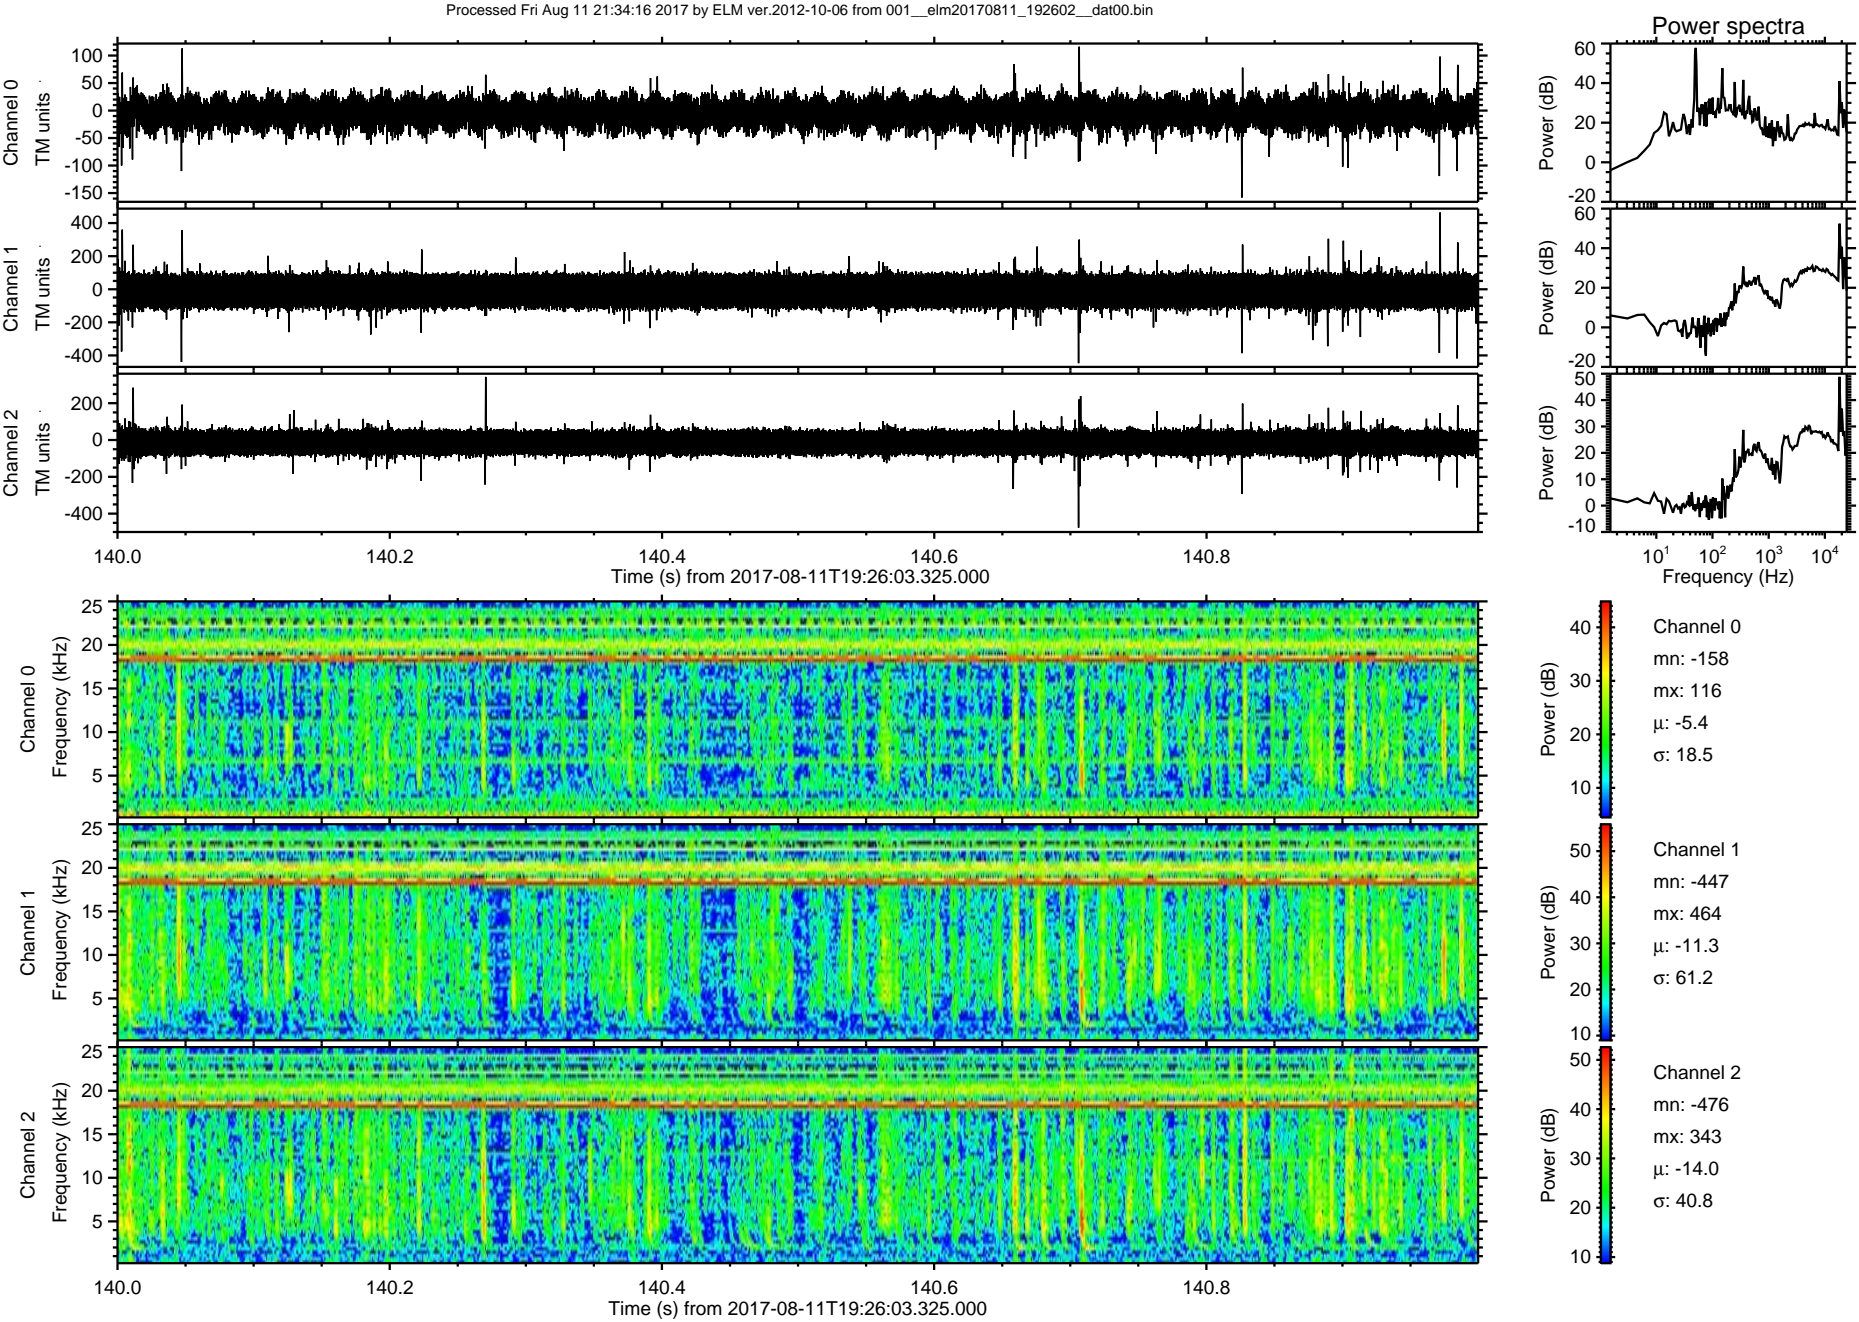 Processed Fri Aug 11 21:34:16 2017 by ELM ver.2012-10-06 from 001__elm20170811_192602__dat00.bin
Power spectra
Channel 0
TM units
100
50
0
-50
-100
-150
Power (dB)
60
40
20
0
-20
Channel 1
TM units
400
200
0
-200
-400
Power (dB)
60
40
20
0
-20
Channel 2
TM units
200
0
-200
-400
Power (dB)
50
40
30
20
10
0
-10
140.0 140.2 140.4 140.6 140.8
Time (s) from 2017-08-11T19:26:03.325.000
10¹ 10² 10³ 10⁴
Frequency (Hz)
Channel 0
Frequency (kHz)
25
20
15
10
5
Power (dB)
40
30
20
10
Channel 0
mn: -158
mx: 116
μ: -5.4
σ: 18.5
Channel 1
Frequency (kHz)
25
20
15
10
5
Power (dB)
50
40
30
20
10
Channel 1
mn: -447
mx: 464
μ: -11.3
σ: 61.2
Channel 2
Frequency (kHz)
25
20
15
10
5
Power (dB)
50
40
30
20
10
Channel 2
mn: -476
mx: 343
μ: -14.0
σ: 40.8
140.0 140.2 140.4 140.6 140.8
Time (s) from 2017-08-11T19:26:03.325.000